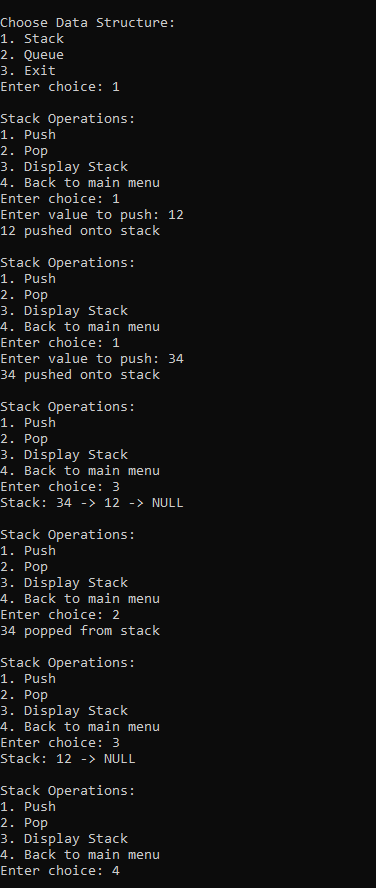 Choose Data Structure:
1. Stack
2. Queue
3. Exit
Enter choice: 1

Stack Operations:
1. Push
2. Pop
3. Display Stack
4. Back to main menu
Enter choice: 1
Enter value to push: 12
12 pushed onto stack

Stack Operations:
1. Push
2. Pop
3. Display Stack
4. Back to main menu
Enter choice: 1
Enter value to push: 34
34 pushed onto stack

Stack Operations:
1. Push
2. Pop
3. Display Stack
4. Back to main menu
Enter choice: 3
Stack: 34 -> 12 -> NULL

Stack Operations:
1. Push
2. Pop
3. Display Stack
4. Back to main menu
Enter choice: 2
34 popped from stack

Stack Operations:
1. Push
2. Pop
3. Display Stack
4. Back to main menu
Enter choice: 3
Stack: 12 -> NULL

Stack Operations:
1. Push
2. Pop
3. Display Stack
4. Back to main menu
Enter choice: 4